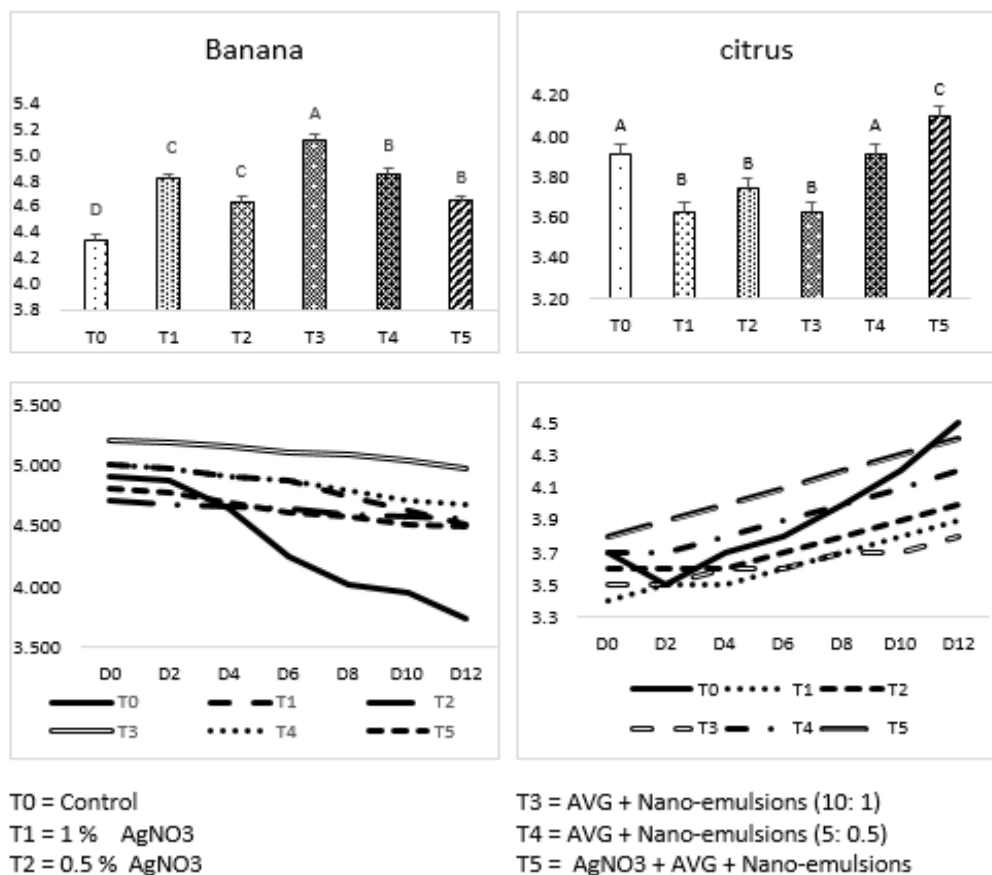 Banana
5.4
5.2
5.0
4.8
4.6
4.4
4.2
4.0
3.8
D
C
C
A
B
B
T0 T1 T2 T3 T4 T5
citrus
4.20
4.00
3.80
3.60
3.40
3.20
A
B
B
B
A
C
T0 T1 T2 T3 T4 T5
5.500
5.000
4.500
4.000
3.500
D0 D2 D4 D6 D8 D10 D12
T0 T1 T2
T3 T4 T5
4.5
4.3
4.1
3.9
3.7
3.5
3.3
D0 D2 D4 D6 D8 D10 D12
T0 T1 T2
T3 T4 T5
T0 = Control
T1 = 1 % AgNO3
T2 = 0.5 % AgNO3
T3 = AVG + Nano-emulsions (10: 1)
T4 = AVG + Nano-emulsions (5: 0.5)
T5 = AgNO3 + AVG + Nano-emulsions